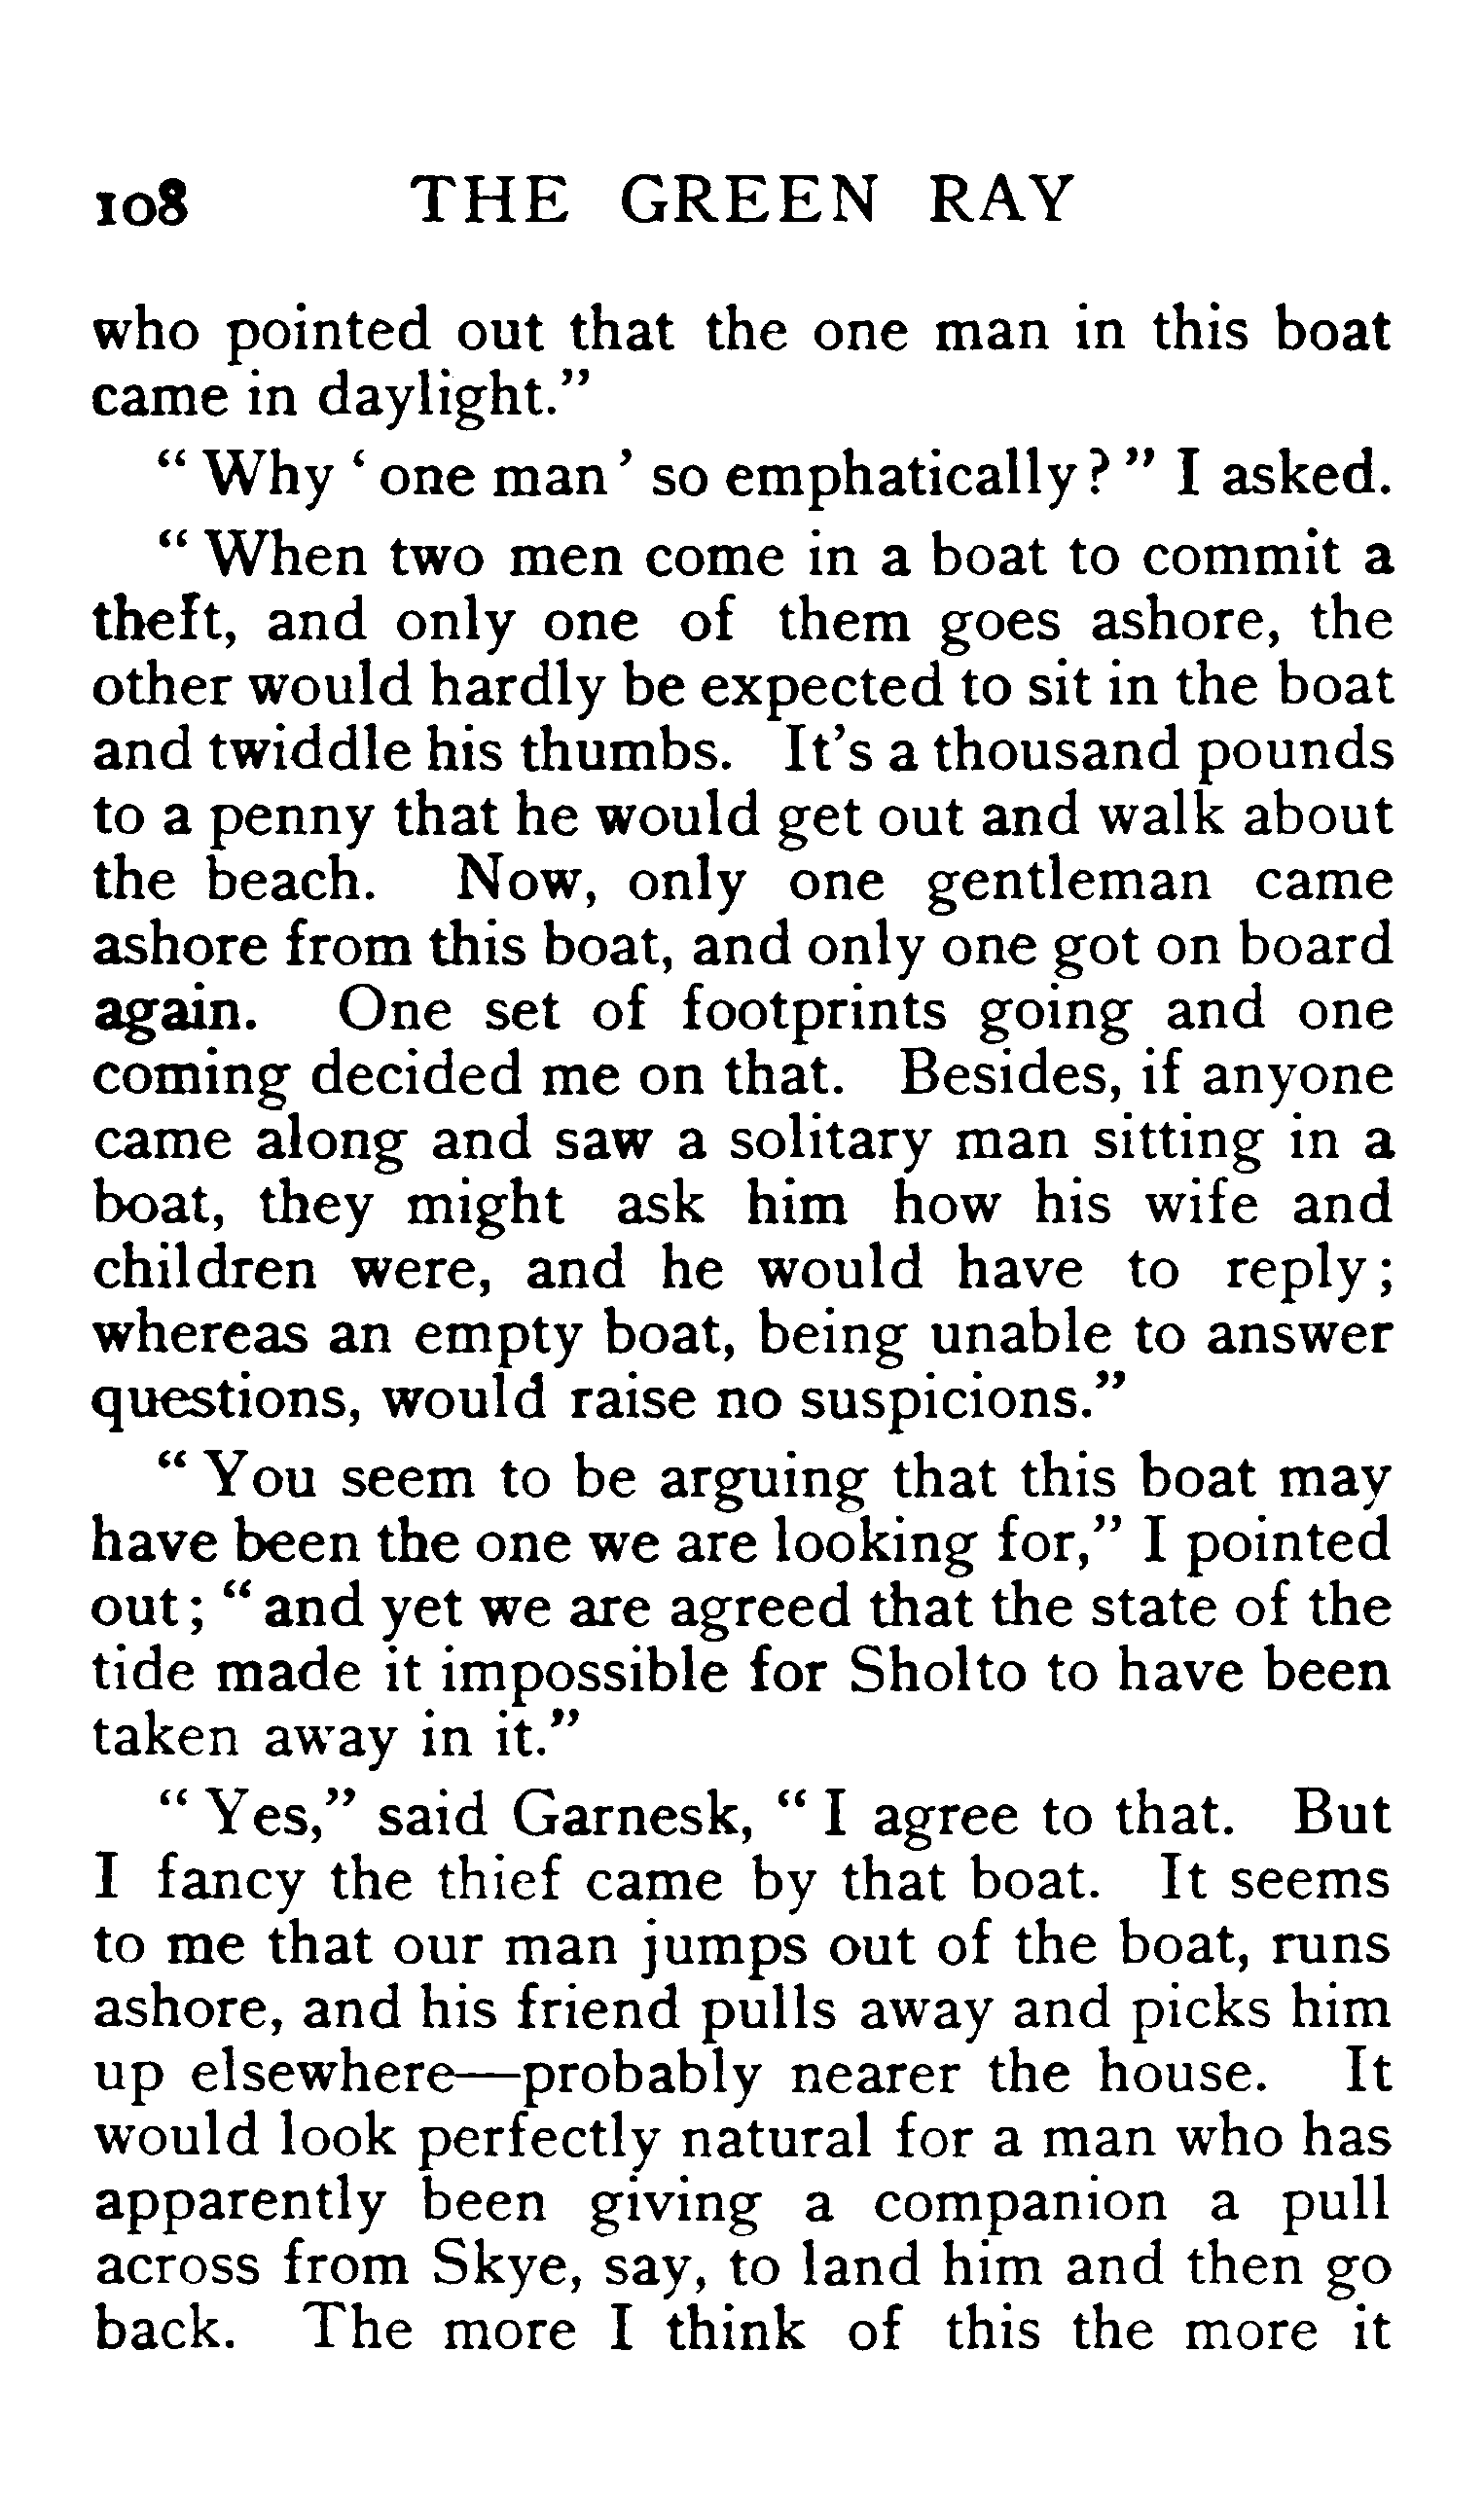 108 THE GREEN RAY
who pointed out that the one man in this boat
came in daylight."
"Why 'one man' so emphatically?" I asked.
"When two men come in a boat to commit a
theft, and only one of them goes ashore, the
other would hardly be expected to sit in the boat
and twiddle his thumbs. It's a thousand pounds
to a penny that he would get out and walk about
the beach. Now, only one gentleman came
ashore from this boat, and only one got on board
again. One set of footprints going and one
coming decided me on that. Besides, if anyone
came along and saw a solitary man sitting in a
boat, they might ask him how his wife and
children were, and he would have to reply;
whereas an empty boat, being unable to answer
questions, would raise no suspicions."
"You seem to be arguing that this boat may
have been the one we are looking for," I pointed
out; "and yet we are agreed that the state of the
tide made it impossible for Sholto to have been
taken away in it."
"Yes," said Garnesk, "I agree to that. But
I fancy the thief came by that boat. It seems
to me that our man jumps out of the boat, runs
ashore, and his friend pulls away and picks him
up elsewhere—probably nearer the house. It
would look perfectly natural for a man who has
apparently been giving a companion a pull
across from Skye, say, to land him and then go
back. The more I think of this the more it